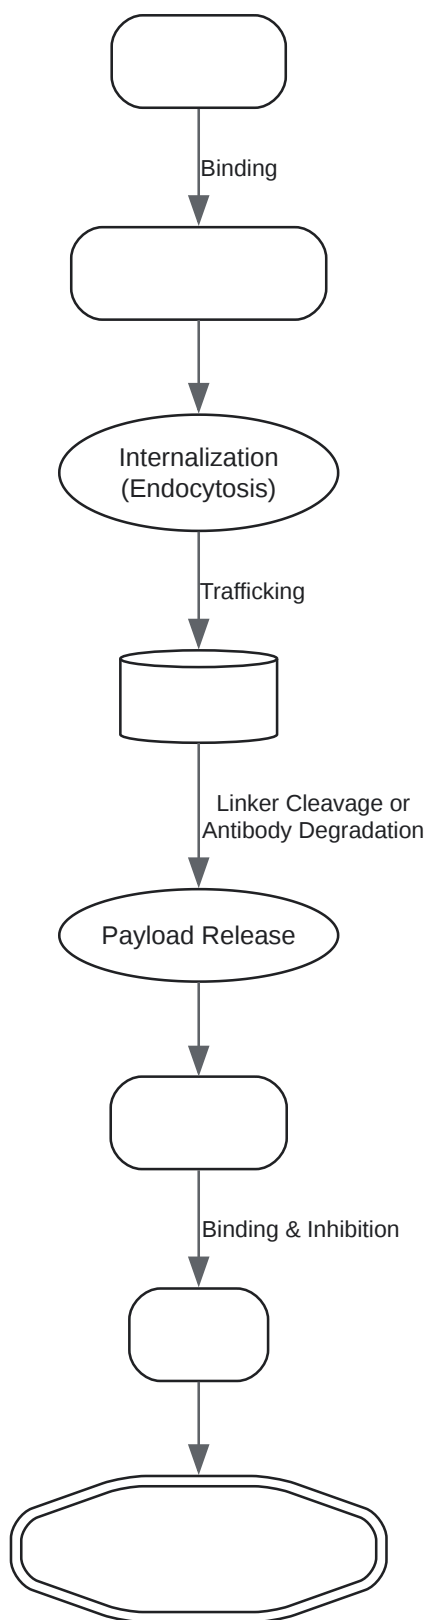 Binding
Internalization
(Endocytosis)
Trafficking
Linker Cleavage or
Antibody Degradation
Payload Release
Binding & Inhibition